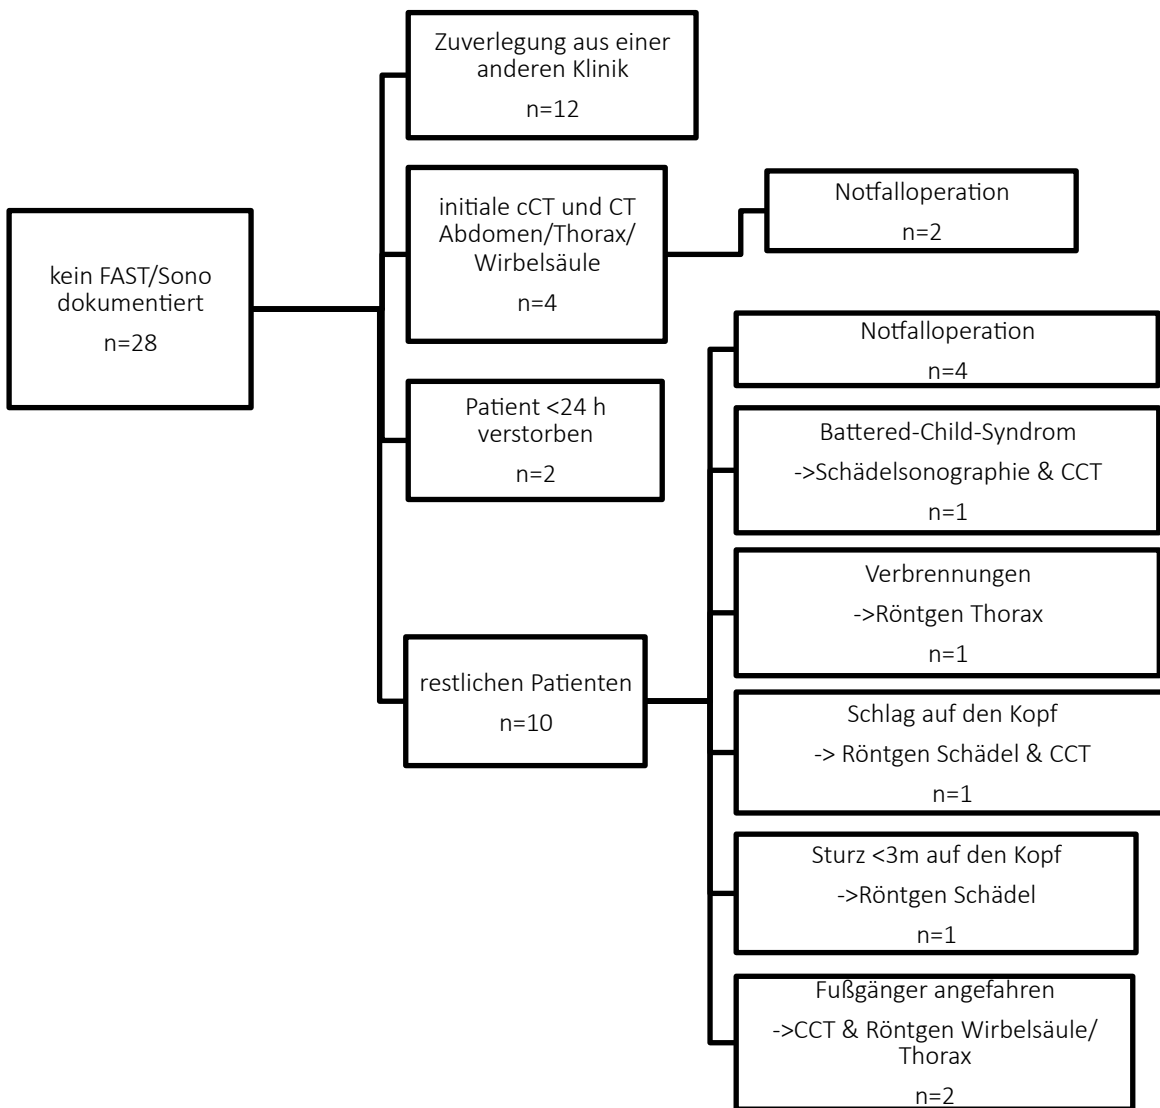 kein FAST/Sono
dokumentiert
n=28
Zuverlegung aus einer
anderen Klinik
n=12
initiale cCT und CT
Abdomen/Thorax/
Wirbelsäule
n=4
Notfalloperation
n=2
Patient <24 h
verstorben
n=2
restlichen Patienten
n=10
Notfalloperation
n=4
Battered-Child-Syndrom
->Schädelsonographie & CCT
n=1
Verbrennungen
->Röntgen Thorax
n=1
Schlag auf den Kopf
-> Röntgen Schädel & CCT
n=1
Sturz <3m auf den Kopf
->Röntgen Schädel
n=1
Fußgänger angefahren
->CCT & Röntgen Wirbelsäule/
Thorax
n=2